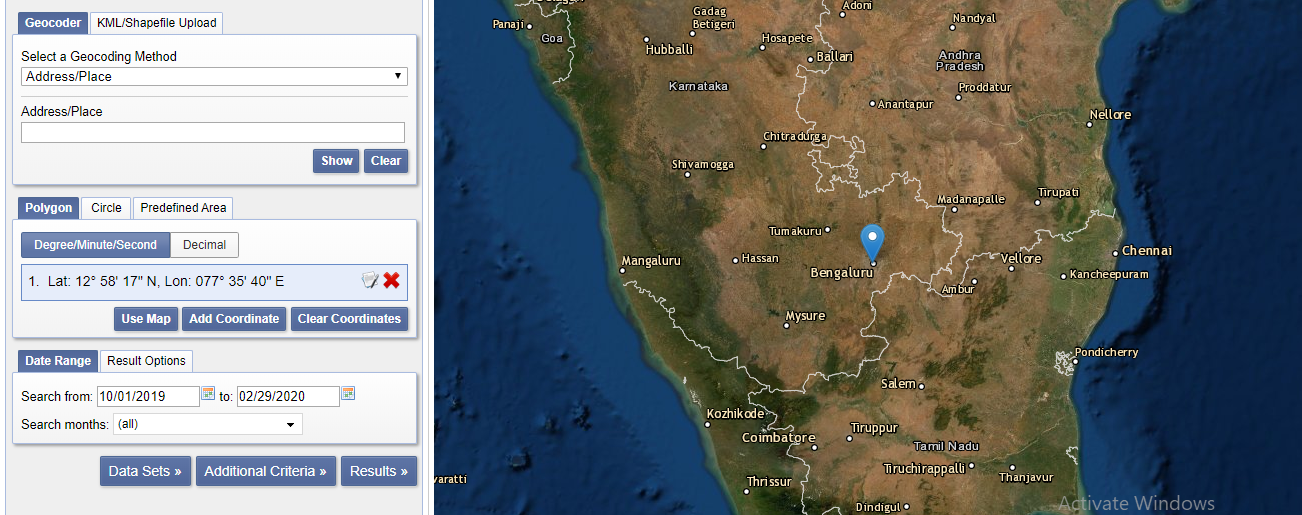 Geocoder KML/Shapefile Upload
Select a Geocoding Method
Address/Place
Address/Place
Show Clear
Polygon Circle Predefined Area
Degree/Minute/Second Decimal
1. Lat: 12° 58' 17" N, Lon: 077° 35' 40" E
Use Map Add Coordinate Clear Coordinates
Date Range Result Options
Search from: 10/01/2019 to: 02/29/2020
Search months: (all)
Data Sets » Additional Criteria » Results »
Adoni
Gadag
Betigeri
Nandyal
Panaji
Goa
Hubballi
Hosapete
Ballari
Andhra
Pradesh
Karnataka
Proddatur
Anantapur
Nellore
Chitradurga
Shivamogga
Tirupati
Madanapalle
Tumakuru
Chennai
Mangaluru
Hassan
Vellore
Bengaluru
Kancheepuram
Ambur
Mysure
Pondicherry
Salem
Kozhikode
Tiruppur
Coimbatore
Tamil Nadu
Tiruchirappalli
Thanjavur
varatti
Thrissur
Dindigul
Activate Windows